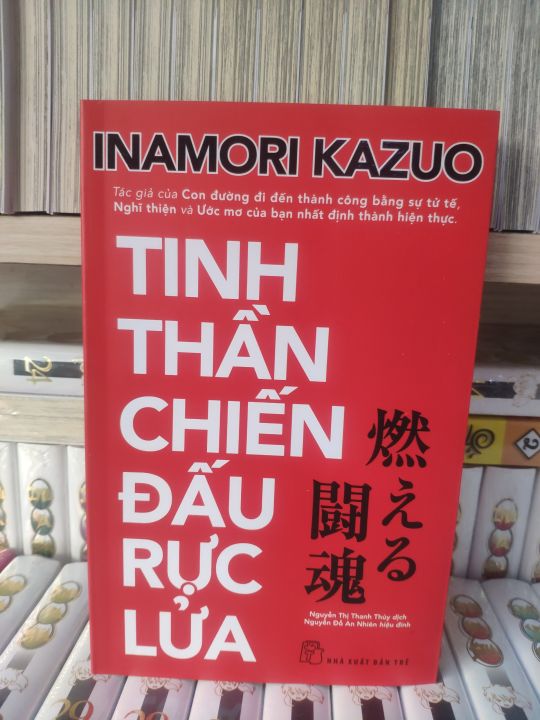 INAMORI KAZUO
Tác giả của Con đường đi đến thành công bằng sự tử tế,
Nghĩ thiện và Ước mơ của bạn nhất định thành hiện thực.
TINH
THẦN
CHIẾN
ĐẤU
RỰC
LỬA
燃える
闘魂
Nguyễn Thị Thanh Thủy dịch
Nguyễn Đỗ An Nhiên hiệu đính
NHÀ XUẤT BẢN TRẺ
24